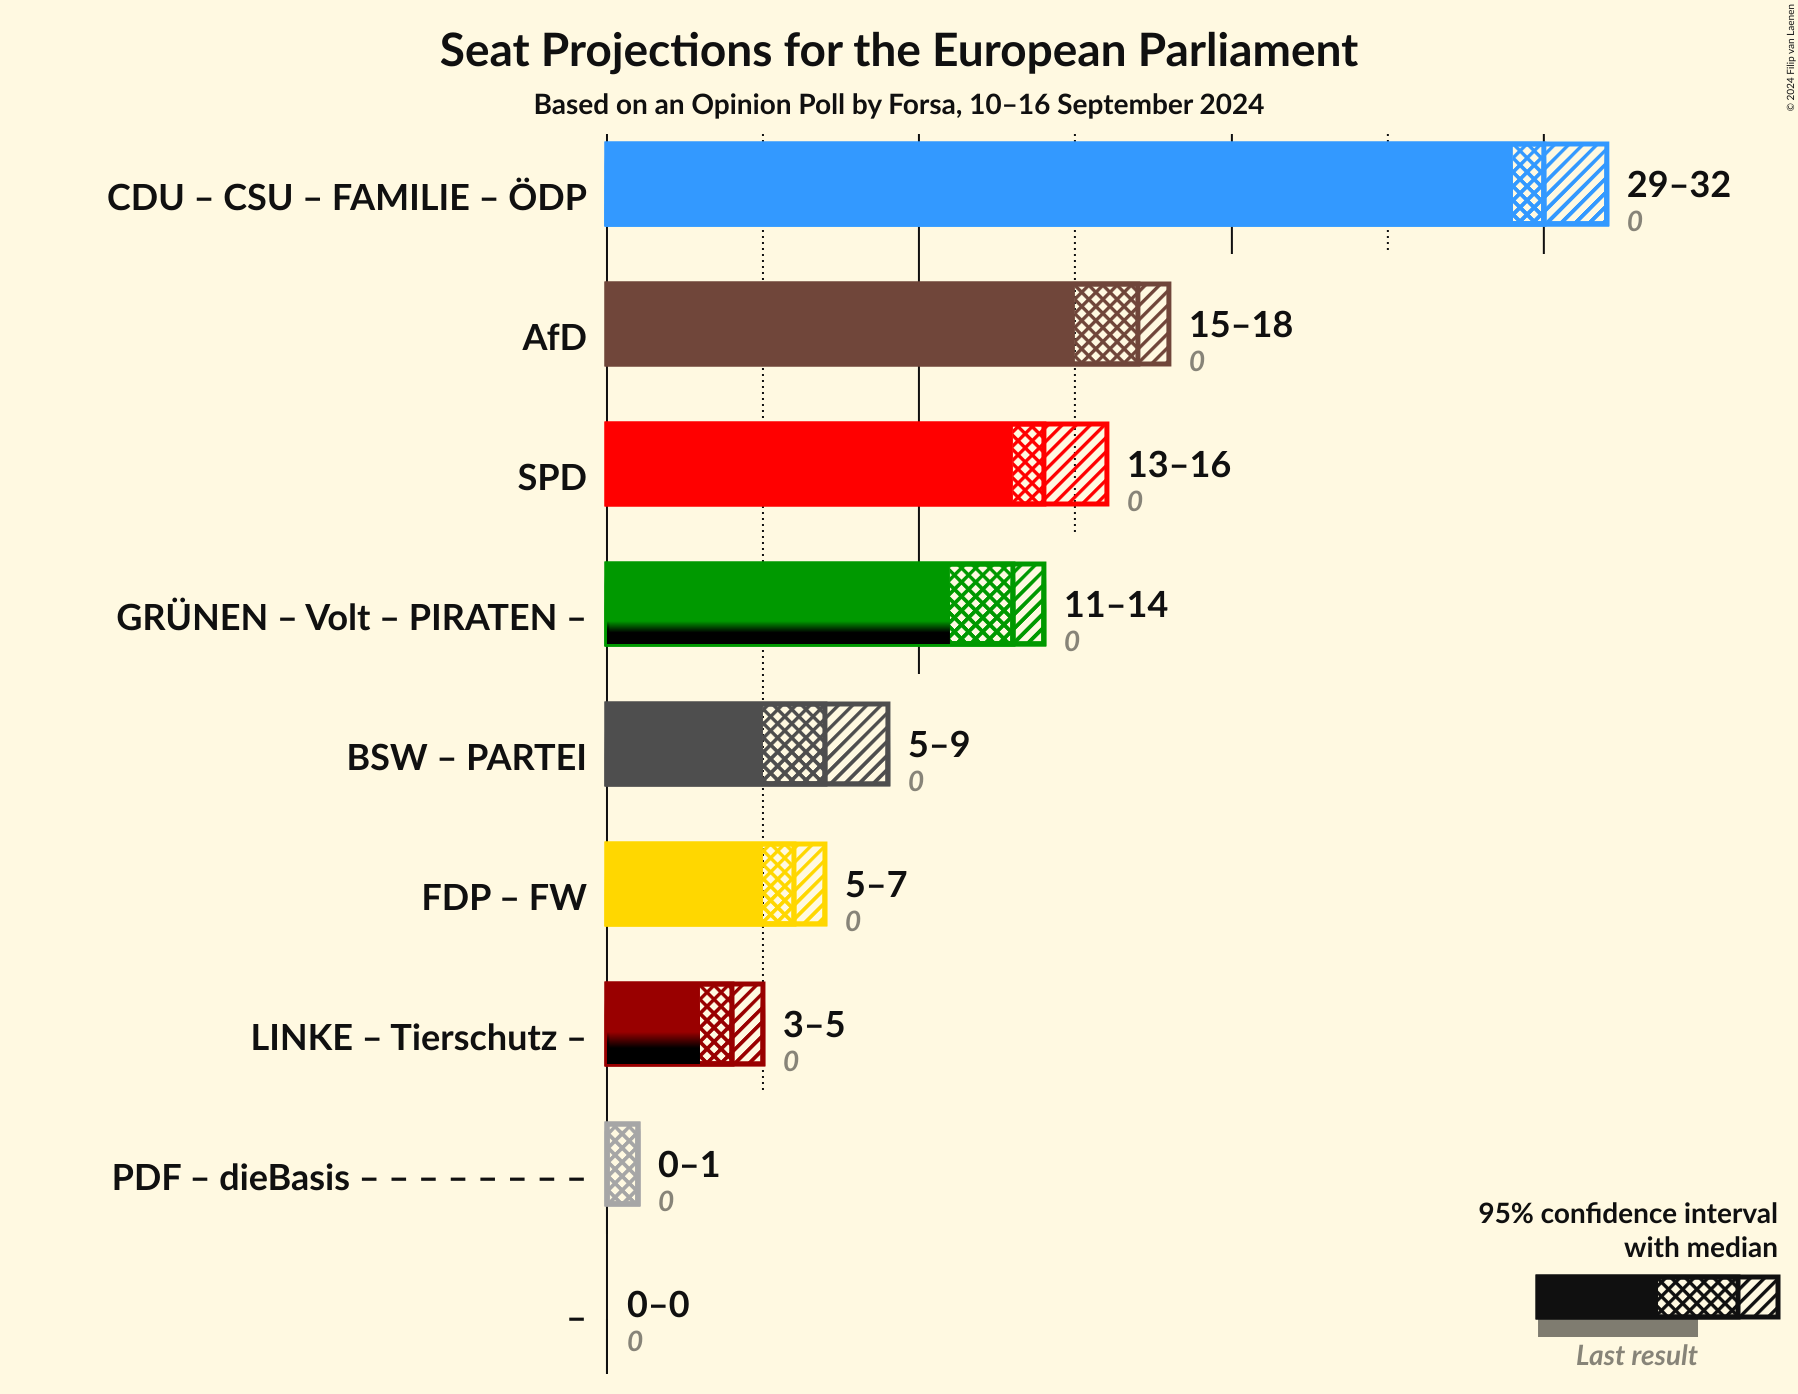 Seat Projections for the European Parliament
Based on an Opinion Poll by Forsa, 10–16 September 2024
© 2024 Filip van Laenen
CDU – CSU – FAMILIE – ÖDP
29–32
0
AfD
15–18
0
SPD
13–16
0
GRÜNEN – Volt – PIRATEN –
11–14
0
BSW – PARTEI
5–9
0
FDP – FW
5–7
0
LINKE – Tierschutz –
3–5
0
PDF – dieBasis – – – – – – – –
0–1
0
–
0–0
0
95% confidence interval
with median
Last result